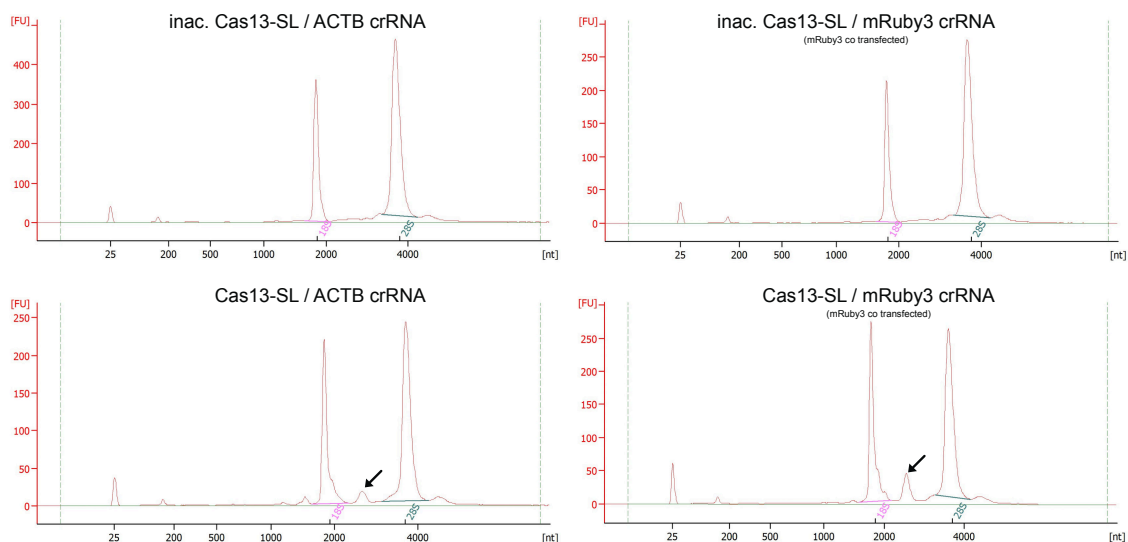 inac. Cas13-SL / ACTB crRNA
[FU]
400
300
200
100
0
18S
28S
25 200 500 1000 2000 4000 [nt]
inac. Cas13-SL / mRuby3 crRNA
(mRuby3 co transfected)
[FU]
250
200
150
100
50
0
18S
28S
25 200 500 1000 2000 4000 [nt]
Cas13-SL / ACTB crRNA
[FU]
250
200
150
100
50
0
18S
28S
25 200 500 1000 2000 4000 [nt]
Cas13-SL / mRuby3 crRNA
(mRuby3 co transfected)
[FU]
250
200
150
100
50
0
18S
28S
25 200 500 1000 2000 4000 [nt]